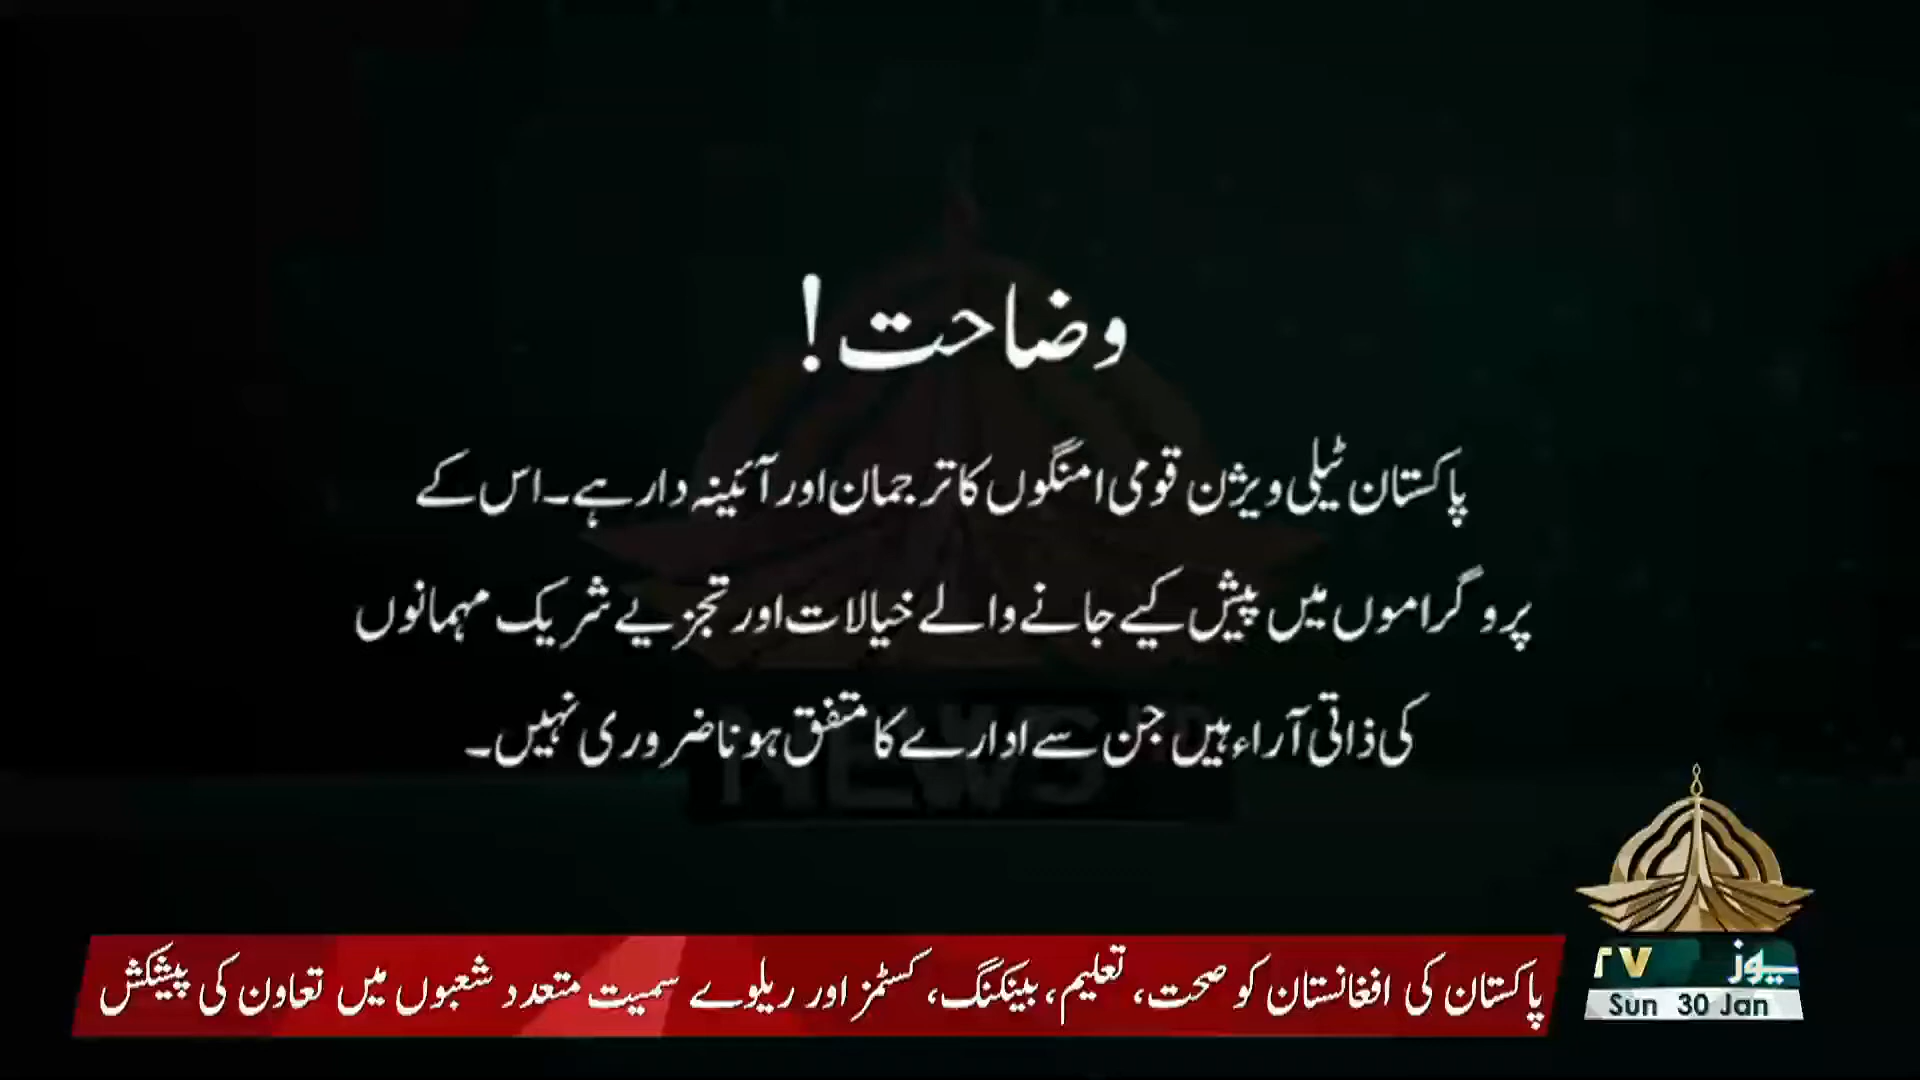 وضاحت!
پاکستان ٹیلی ویژن قومی امنگوں کا ترجمان اور آئینہ دار ہے۔ اس کے
پروگراموں میں پیش کیے جانے والے خیالات اور تجزیے شریک مہمانوں
کی ذاتی آراء ہیں جن سے ادارے کا متفق ہونا ضروری نہیں۔
NEWS
TV نیوز
Sun 30 Jan
پاکستان کی افغانستان کو صحت، تعلیم، بینکنگ، کسٹمز اور ریلوے سمیت متعدد شعبوں میں تعاون کی پیشکش